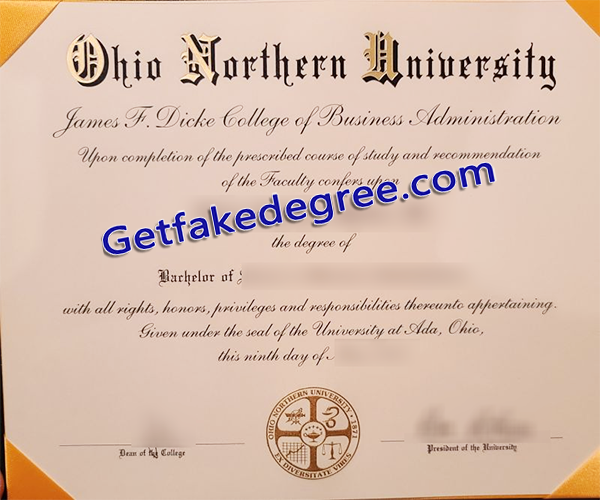 Ohio Northern University
James F. Dicke College of Business Administration
Upon completion of the prescribed course of study and recommendation
of the Faculty confers upon
Getfakedegree.com
the degree of
Bachelor of
with all rights, honors, privileges and responsibilities thereunto appertaining.
Given under the seal of the University at Ada, Ohio,
this ninth day of
OHIO NORTHERN UNIVERSITY 1871
EX DIVERSITATE VIRES
Dean of the College
President of the University